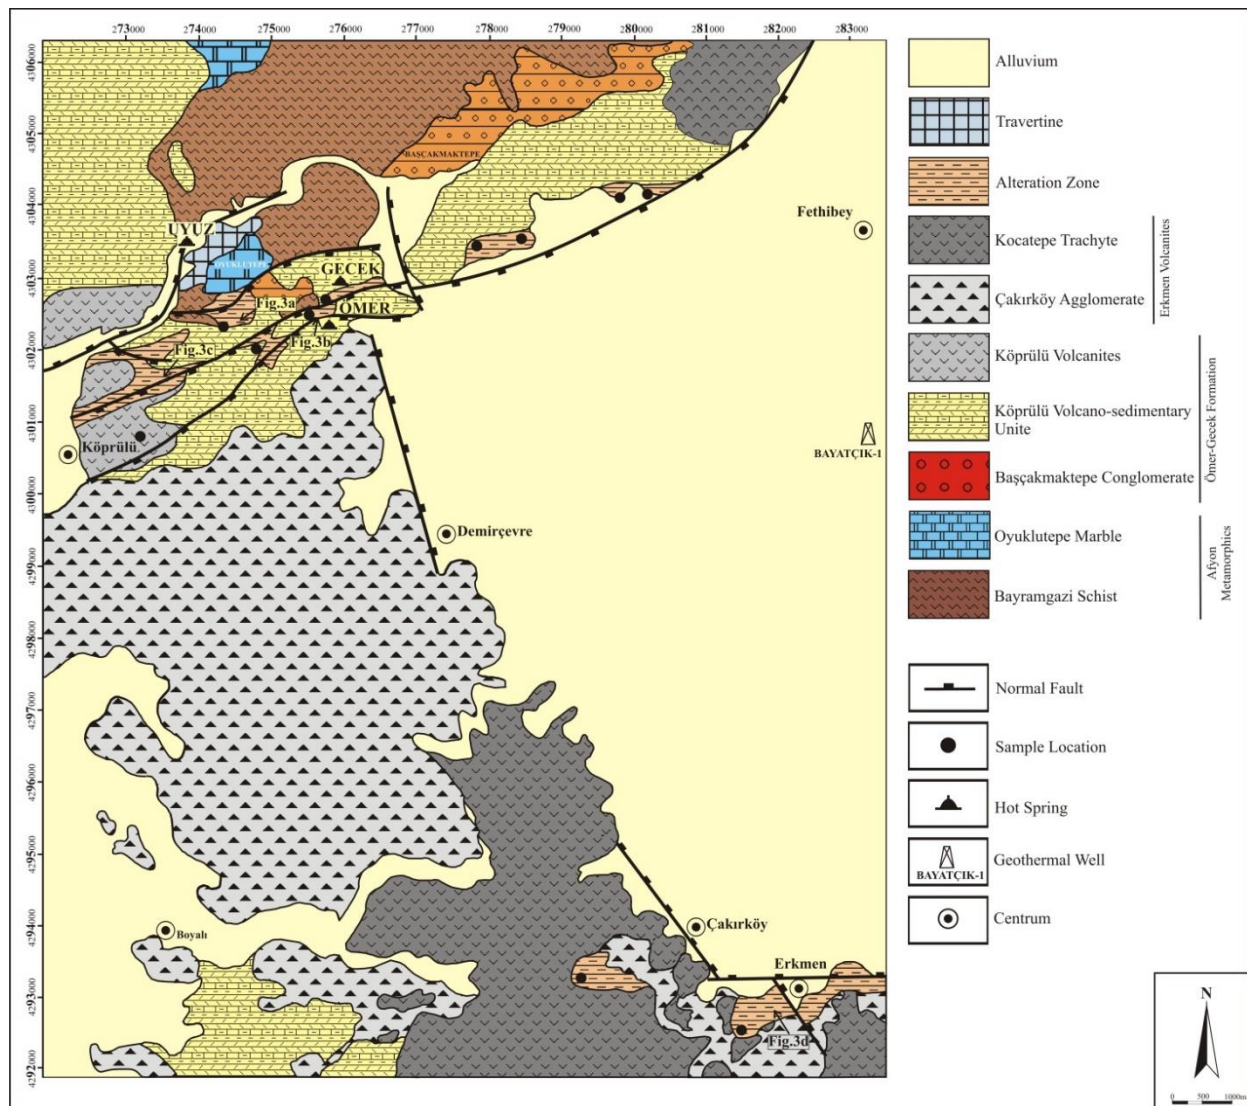 273000 274000 275000 276000 277000 278000 279000 280000 281000 282000 283000
4306000
4305000
4304000
4303000
4302000
4301000
4300000
4299000
4298000
4297000
4296000
4295000
4294000
4293000
4292000
BAŞÇAKMAKTEPE
UYUZ
OYUKLUTEPE
GECEK
Fig.3a
ÖMER
Fig.3b
Fig.3c
Köprülü
Fethibey
BAYATÇIK-1
Demirçevre
Boyalı
Çakırköy
Erkmen
Fig.3d
Alluvium
Travertine
Alteration Zone
Kocatepe Trachyte
Çakırköy Agglomerate
Erkmen Volcanites
Köprülü Volcanites
Köprülü Volcano-sedimentary
Unite
Başçakmaktepe Conglomerate
Ömer-Gecek Formation
Oyuklutepe Marble
Bayramgazi Schist
Afyon
Metamorphics
Normal Fault
Sample Location
Hot Spring
BAYATÇIK-1
Geothermal Well
Centrum
N
0 500 1000m